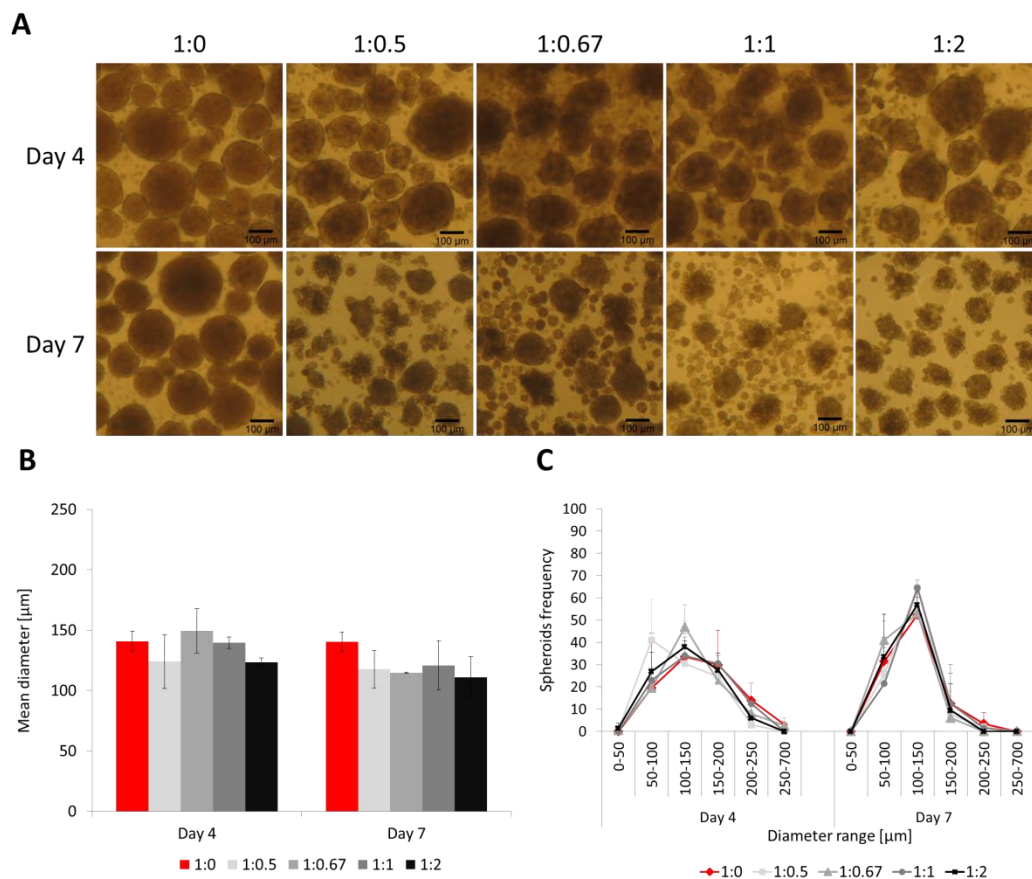 A
1:0 1:0.5 1:0.67 1:1 1:2
Day 4
100 µm 100 µm 100 µm 100 µm 100 µm
Day 7
100 µm 100 µm 100 µm 100 µm 100 µm
B
Mean diameter [µm]
250
200
150
100
50
0
Day 4 Day 7
1:0 1:0.5 1:0.67 1:1 1:2
C
Spheroids frequency
100
90
80
70
60
50
40
30
20
10
0
0-50 50-100 100-150 150-200 200-250 250-700 0-50 50-100 100-150 150-200 200-250 250-700
Day 4 Day 7
Diameter range [µm]
1:0 1:0.5 1:0.67 1:1 1:2